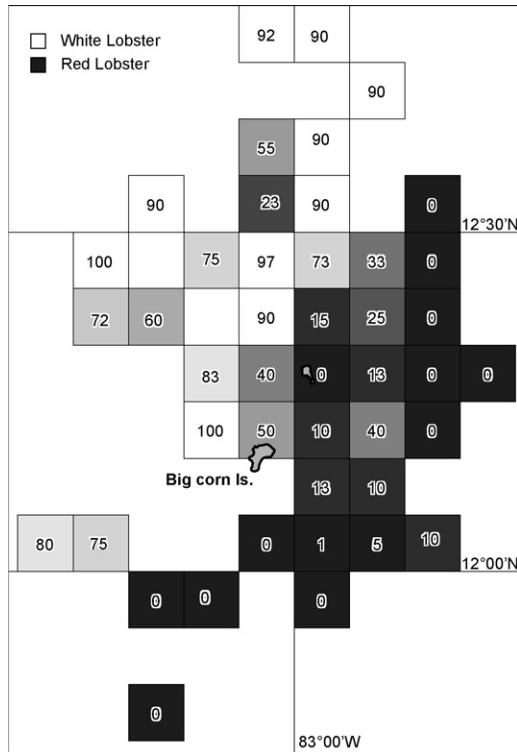 92 90
White Lobster
Red Lobster
90
55 90
90 23 90 0
12°30'N
100 75 97 73 33 0
72 60 90 15 25 0
83 40 0 13 0 0
100 50 10 40 0
Big corn Is.
13 10
80 75 0 1 5 10
12°00'N
0 0 0
0
83°00'W